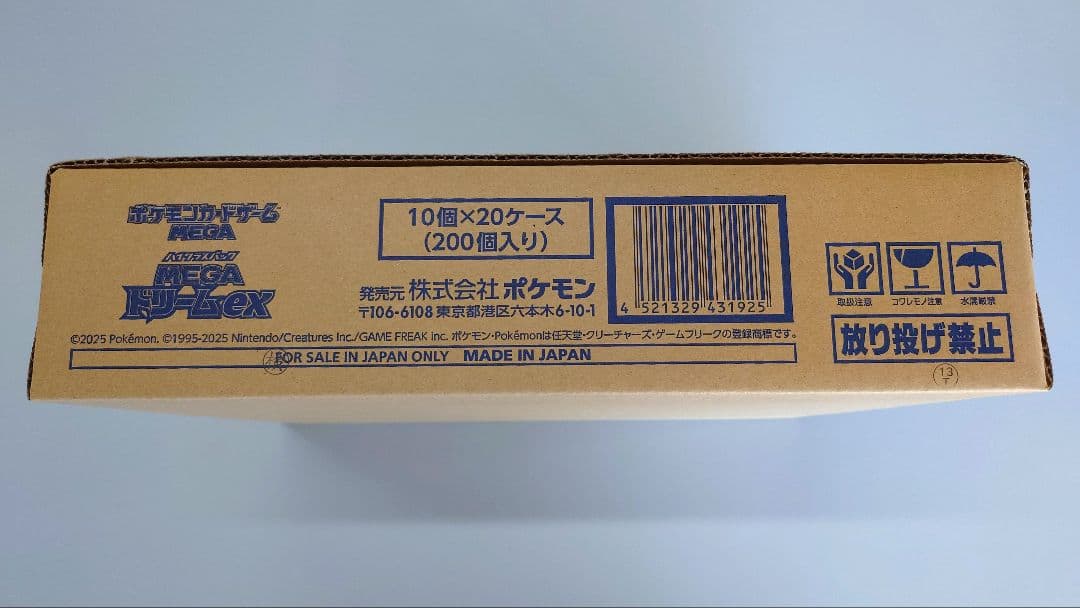 ポケモンカードゲーム
MEGA
ハイクラスパック
MEGA
ドリームex
10個×20ケース
(200個入り)
発売元 株式会社 ポケモン
〒106-6108 東京都港区六本木6-10-1
4 521329 431925
取扱注意
コワレモノ注意
水濡厳禁
放り投げ禁止
©2025 Pokémon. ©1995-2025 Nintendo/Creatures Inc./GAME FREAK inc. ポケモン・Pokémonは任天堂・クリーチャーズ・ゲームフリークの登録商標です。
FOR SALE IN JAPAN ONLY MADE IN JAPAN
13
T